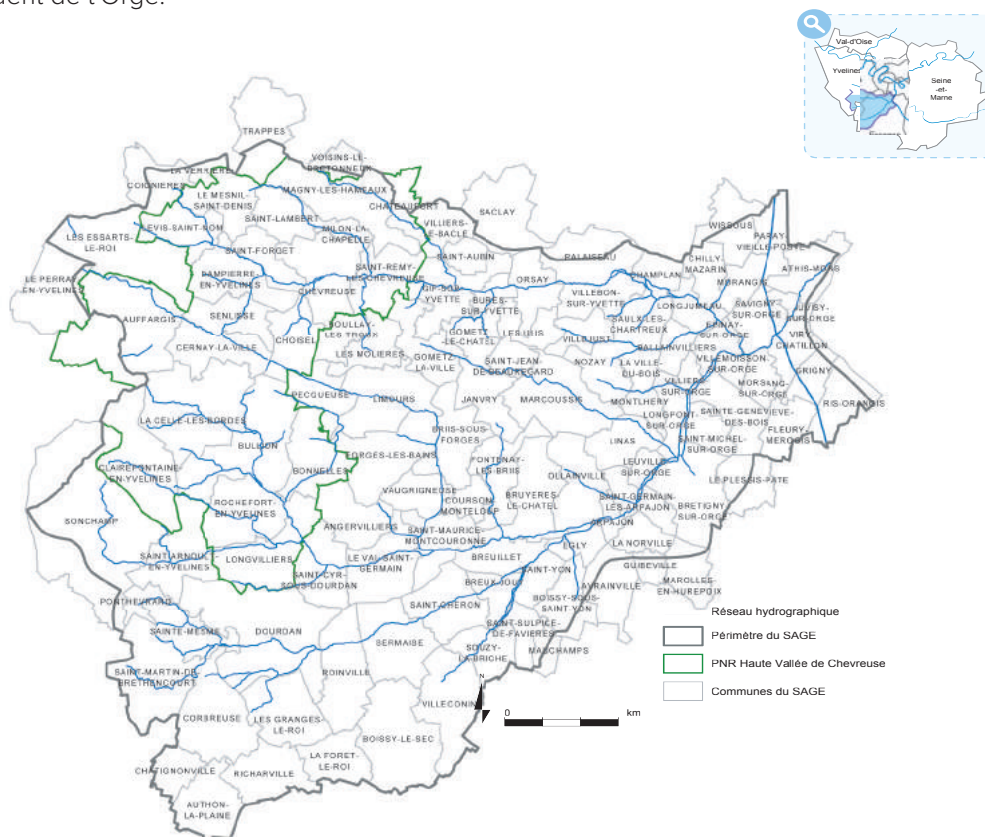 dent de l'Orge.
Val-d'Oise
Yvelines
Seine
-et-
Marne
TRAPPES
VOISINS-LE-
BRETONNEUX
LA VERRIERE
COIGNIERES
MAGNY-LES-HAMEAUX
LE MESNIL-
SAINT-DENIS
CHATEAUFORT
SACLAY
SAINT-LAMBERT
LEVIS-SAINT-NOM
MILON-LA-
CHAPELLE
VILLIERS-
LE-BACLE
WISSOUS
LES ESSARTS-
LE-ROI
SAINT-FORGET
SAINT-AUBIN
PALAISEAU
PARAY-
VIEILLE-POSTE
CHILLY-
MAZARIN
ATHIS-MONS
LE PERRAY-
EN-YVELINES
DAMPIERRE-
EN-YVELINES
SAINT-REMY-
LES-CHEVREUSE
CHEVREUSE
GIF-SUR-
YVETTE
ORSAY
CHAMPLAN
MORANGIS
BURES-
SUR-YVETTE
VILLEBON-
SUR-YVETTE
LONGJUMEAU
SAVIGNY-
SUR-ORGE
JUVISY-
SUR-ORGE
AUFFARGIS
SENLISSE
BOULLAY-
LES-TROUX
GOMETZ-
LE-CHATEL
LES ULIS
SAULX-LES-
CHARTREUX
EPINAY-
SUR-ORGE
VIRY-
CHATILLON
CERNAY-LA-VILLE
CHOISEL
VILLEJUST
BALLAINVILLIERS
LES MOLIERES
GOMETZ-
LA-VILLE
SAINT-JEAN-
DE-BEAUREGARD
NOZAY
LA VILLE-
DU-BOIS
VILLEMOISSON-
SUR-ORGE
GRIGNY
PECQUEUSE
LIMOURS
JANVRY
MARCOUSSIS
MONTLHERY
VILLIERS-
SUR-ORGE
MORSANG-
SUR-ORGE
RIS-ORANGIS
LA CELLE-LES-BORDES
LONGPONT-
SUR-ORGE
SAINTE-GENEVIEVE-
DES-BOIS
BULLION
BRIIS-SOUS-
FORGES
LINAS
SAINT-MICHEL-
SUR-ORGE
FLEURY-
MEROGIS
FORGES-LES-BAINS
CLAIREFONTAINE-
EN-YVELINES
BONNELLES
FONTENAY-
LES-BRIIS
OLLAINVILLE
LEUVILLE-
SUR-ORGE
LE PLESSIS-PATE
VAUGRIGNEUSE
ROCHEFORT-
EN-YVELINES
COURSON-
MONTELOUP
BRUYERES-
LE-CHATEL
SAINT-GERMAIN-
LES-ARPAJON
BRETIGNY-
SUR-ORGE
SONCHAMP
ANGERVILLIERS
SAINT-MAURICE-
MONTCOURONNE
ARPAJON
SAINT-ARNOULT-
EN-YVELINES
LONGVILLIERS
LE VAL-SAINT-
GERMAIN
BREUILLET
EGLY
LA NORVILLE
GUIBEVILLE
SAINT-CYR-
SOUS-DOURDAN
BREUX-JOUY
SAINT-YON
AVRAINVILLE
MAROLLES-
EN-HUREPOIX
PONTHEVRARD
SAINT-CHERON
BOISSY-SOUS-
SAINT-YON
SAINTE-MESME
DOURDAN
SERMAISE
SAINT-SULPICE-
DE-FAVIERES
MAUCHAMPS
SOUZY-
LA-BRICHE
SAINT-MARTIN-DE-
BRETHENCOURT
ROINVILLE
VILLECONIN
CORBREUSE
LES GRANGES-
LE-ROI
BOISSY-LE-SEC
LA FORET-
LE-ROI
CHATIGNONVILLE
RICHARVILLE
AUTHON-
LA-PLAINE
Réseau hydrographique
Périmètre du SAGE
PNR Haute Vallée de Chevreuse
Communes du SAGE
N
0
km